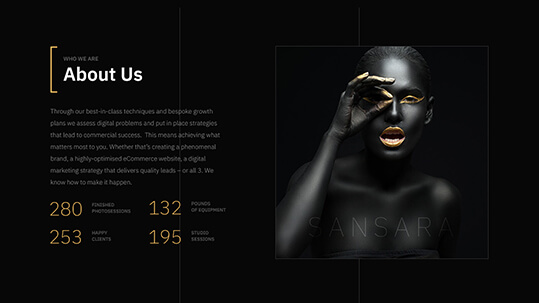 WHO WE ARE
About Us
Through our best-in-class techniques and bespoke growth
plans we assess digital problems and put in place strategies
that lead to commercial success. This means achieving what
matters most to you. Whether that's creating a phenomenal
brand, a highly-optimised eCommerce website, a digital
marketing strategy that delivers quality leads – or all 3. We
know how to make it happen.
280 FINISHED
PHOTOSESSIONS
132 POUNDS
OF EQUIPMENT
253 HAPPY
CLIENTS
195 STUDIO
SESSIONS
SANSARA